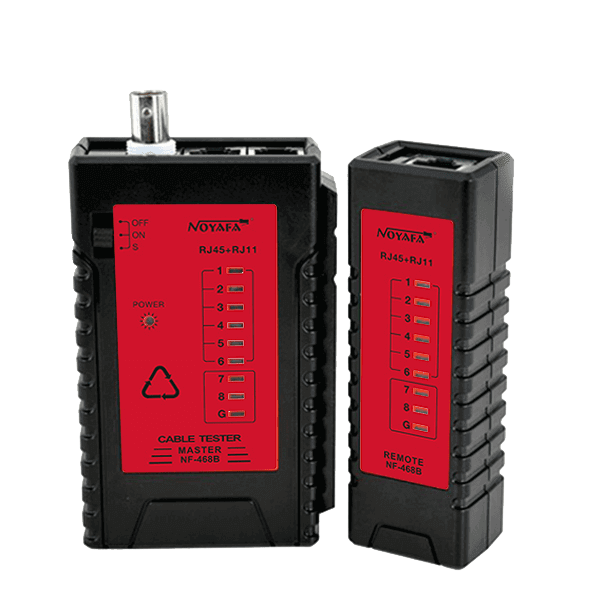 OFF
ON
S
NOYAFA
RJ45+RJ11
1
2
3
4
5
6
7
8
G
POWER
CABLE TESTER
MASTER
NF-468B
NOYAFA
RJ45+RJ11
1
2
3
4
5
6
7
8
G
REMOTE
NF-468B